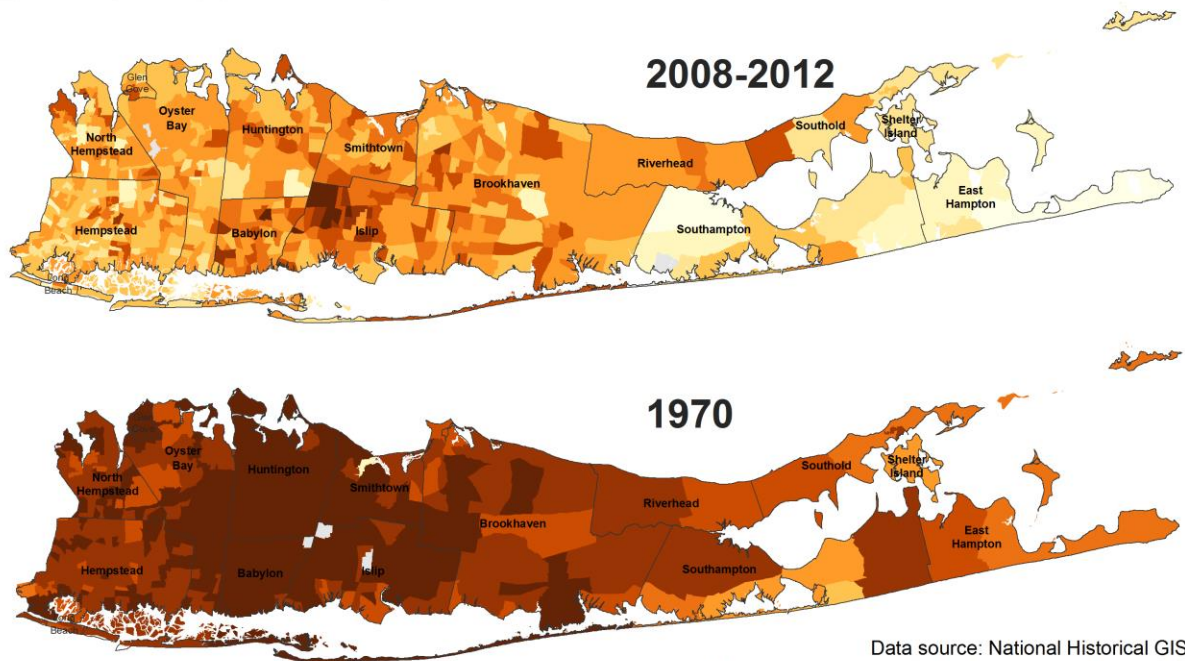 2008-2012
Glen
Cove
Oyster
Bay
North
Hempstead
Huntington
Smithtown
Brookhaven
Riverhead
Southold
Shelter
Island
East
Hampton
Southampton
Hempstead
Babylon
Islip
Long
Beach
1970
Oyster
Bay
North
Hempstead
Huntington
Smithtown
Brookhaven
Riverhead
Southold
Shelter
Island
East
Hampton
Southampton
Hempstead
Babylon
Islip
Beach
Data source: National Historical GIS